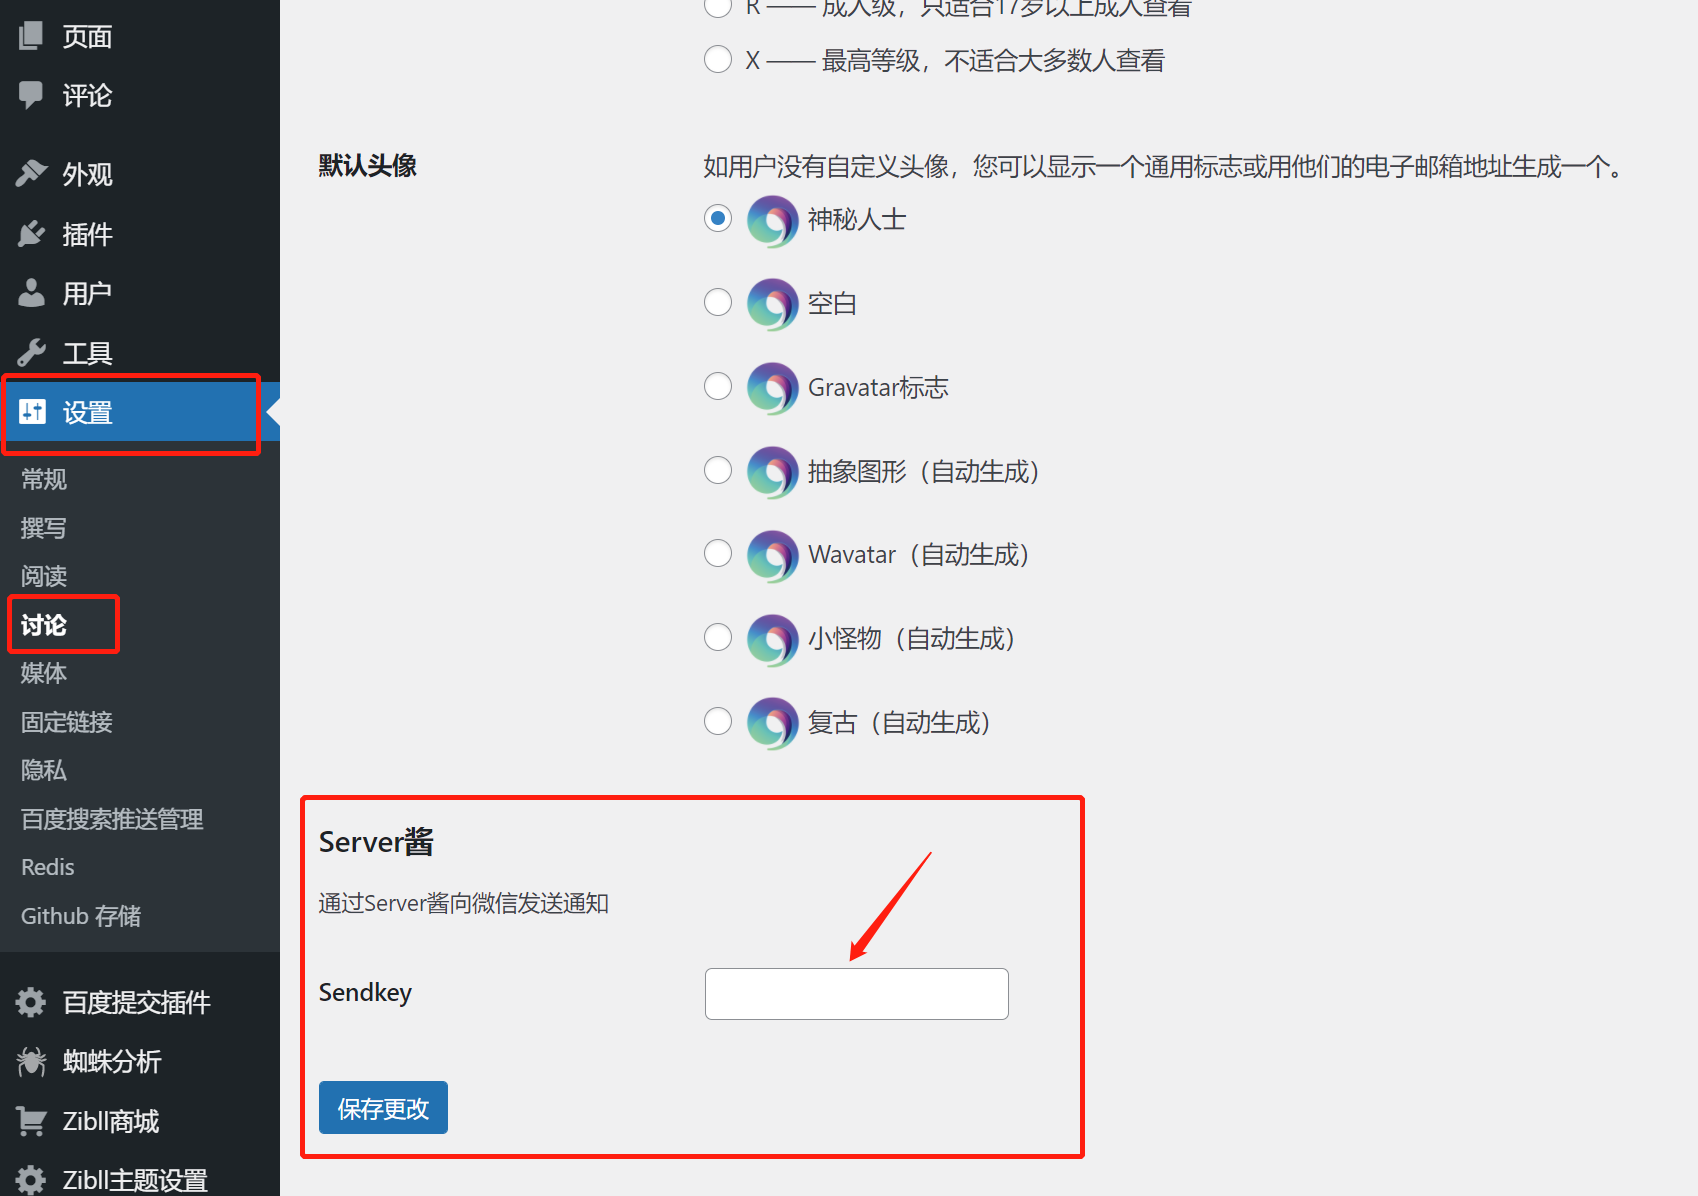 页面
评论
外观
插件
用户
工具
设置
常规
撰写
阅读
讨论
媒体
固定链接
隐私
百度搜索推送管理
Redis
Github 存储
百度提交插件
蜘蛛分析
Zibll商城
Zibll主题设置
R —— 成人级，只适合17岁以上成人查看
X —— 最高等级，不适合大多数人查看
默认头像
如用户没有自定义头像，您可以显示一个通用标志或用他们的电子邮箱地址生成一个。
神秘人士
空白
Gravatar标志
抽象图形（自动生成）
Wavatar（自动生成）
小怪物（自动生成）
复古（自动生成）
Server酱
通过Server酱向微信发送通知
Sendkey
保存更改